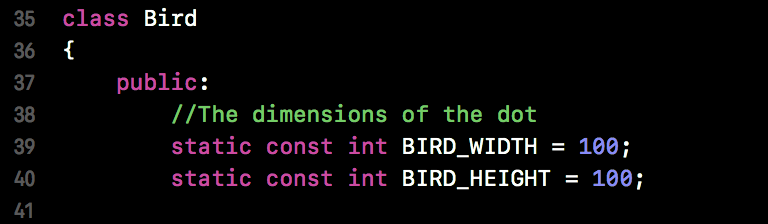 35 class Bird
36 {
37     public:
38         //The dimensions of the dot
39         static const int BIRD_WIDTH = 100;
40         static const int BIRD_HEIGHT = 100;
41